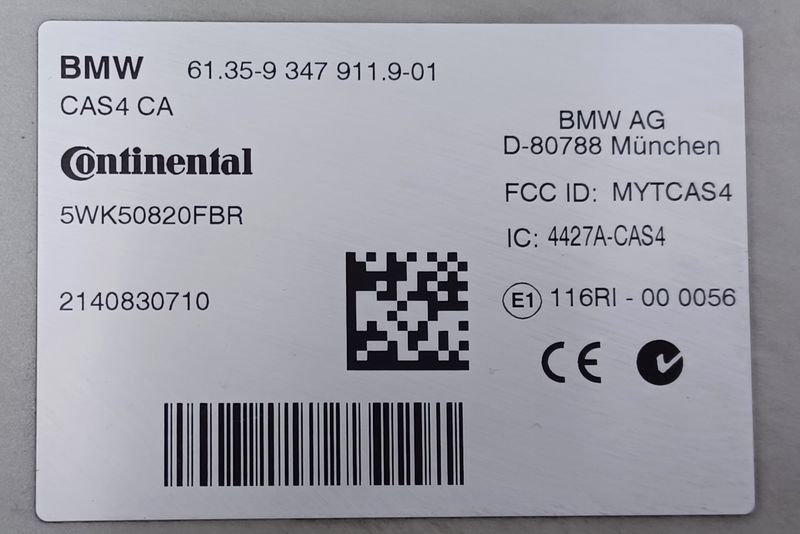 BMW 61.35-9 347 911.9-01
CAS4 CA
Continental
5WK50820FBR
2140830710
BMW AG
D-80788 München
FCC ID: MYTCAS4
IC: 4427A-CAS4
E1 116RI - 00 0056
CE